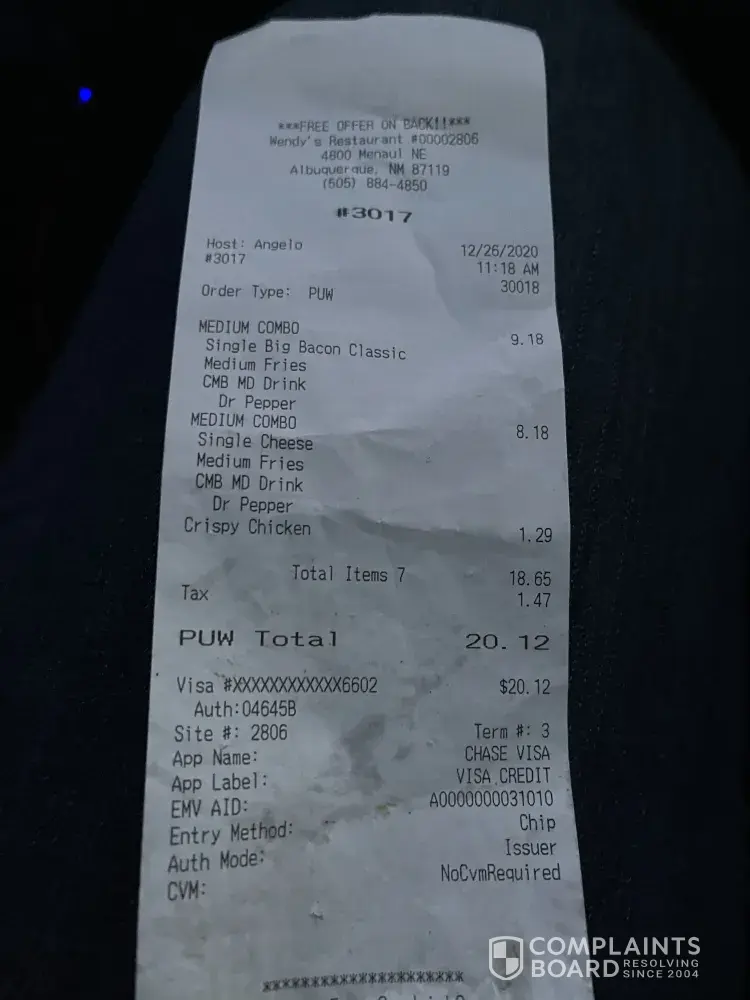 ***FREE OFFER ON BACK!!***
Wendy's Restaurant #00002806
4800 Menaul NE
Albuquerque, NM 87119
(505) 884-4850
#3017
Host: Angelo 12/26/2020
#3017 11:18 AM
30018
Order Type: PUW
MEDIUM COMBO 9.18
Single Big Bacon Classic
Medium Fries
CMB MD Drink
Dr Pepper
MEDIUM COMBO 8.18
Single Cheese
Medium Fries
CMB MD Drink
Dr Pepper
Crispy Chicken 1.29
Total Items 7 18.65
Tax 1.47
PUW Total 20.12
Visa #XXXXXXXXXXXX6602 $20.12
Auth:04645B
Site #: 2806 Term #: 3
App Name: CHASE VISA
App Label: VISA CREDIT
EMV AID: A0000000031010
Entry Method: Chip
Auth Mode: Issuer
CVM: NoCvmRequired
**********************
COMPLAINTS
BOARD RESOLVING
SINCE 2004